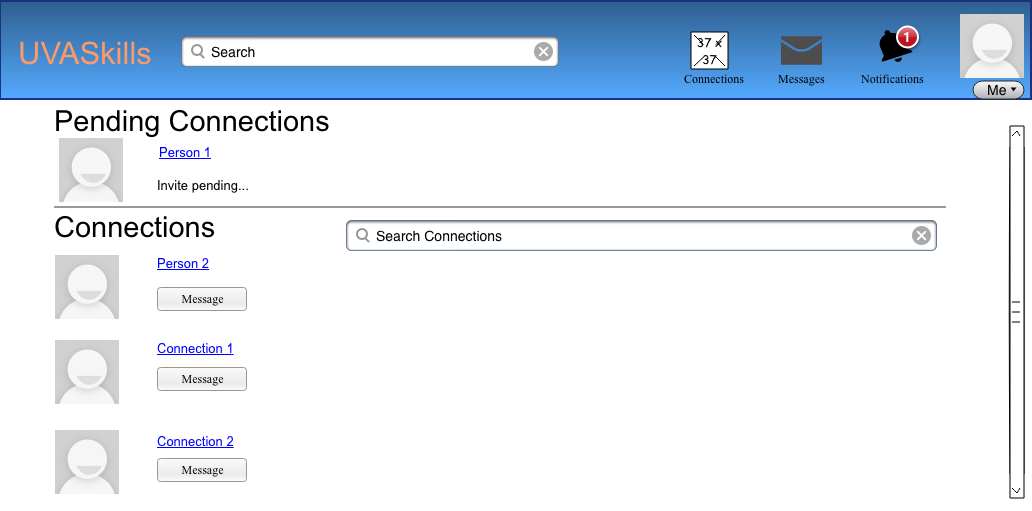 UVASkills
Search
37 x
37
Connections
Messages
1
Notifications
Me
Pending Connections
Person 1
Invite pending...
Connections
Search Connections
Person 2
Message
Connection 1
Message
Connection 2
Message